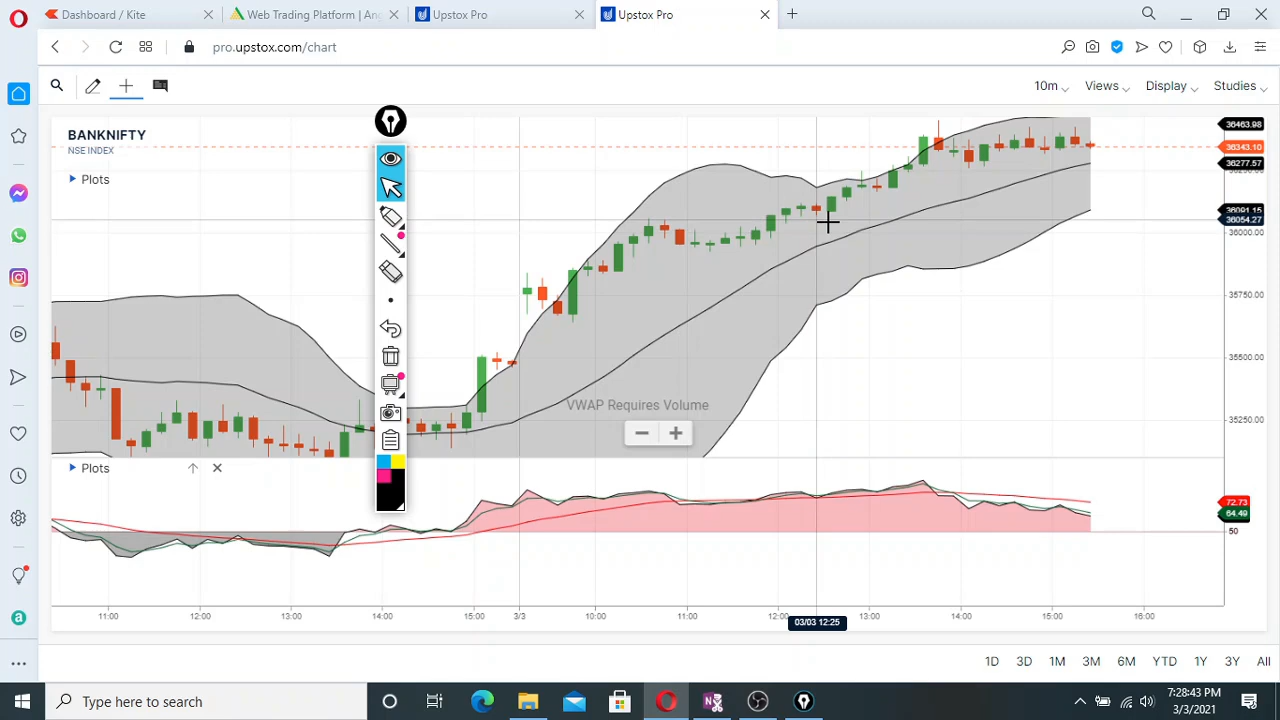 Dashboard / Kite
Web Trading Platform | An
Upstox Pro
Upstox Pro
pro.upstox.com/chart
10m
Views
Display
Studies
BANKNIFTY
NSE INDEX
Plots
36463.98
36343.10
36277.57
36091.15
36054.27
36000.00
35750.00
35500.00
35250.00
VWAP Requires Volume
Plots
72.73
64.49
50
11:00
12:00
13:00
14:00
15:00
3/3
10:00
11:00
12:00
03/03 12:25
13:00
14:00
15:00
16:00
1D
3D
1M
3M
6M
YTD
1Y
3Y
All
Type here to search
7:28:43 PM
3/3/2021